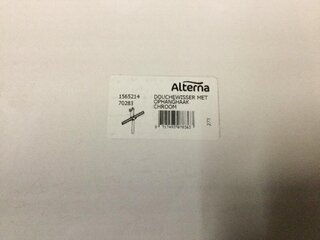 Alterna
1565214
70283
DOUCHEWISSER MET
OPHANGHAAK
CHROOM